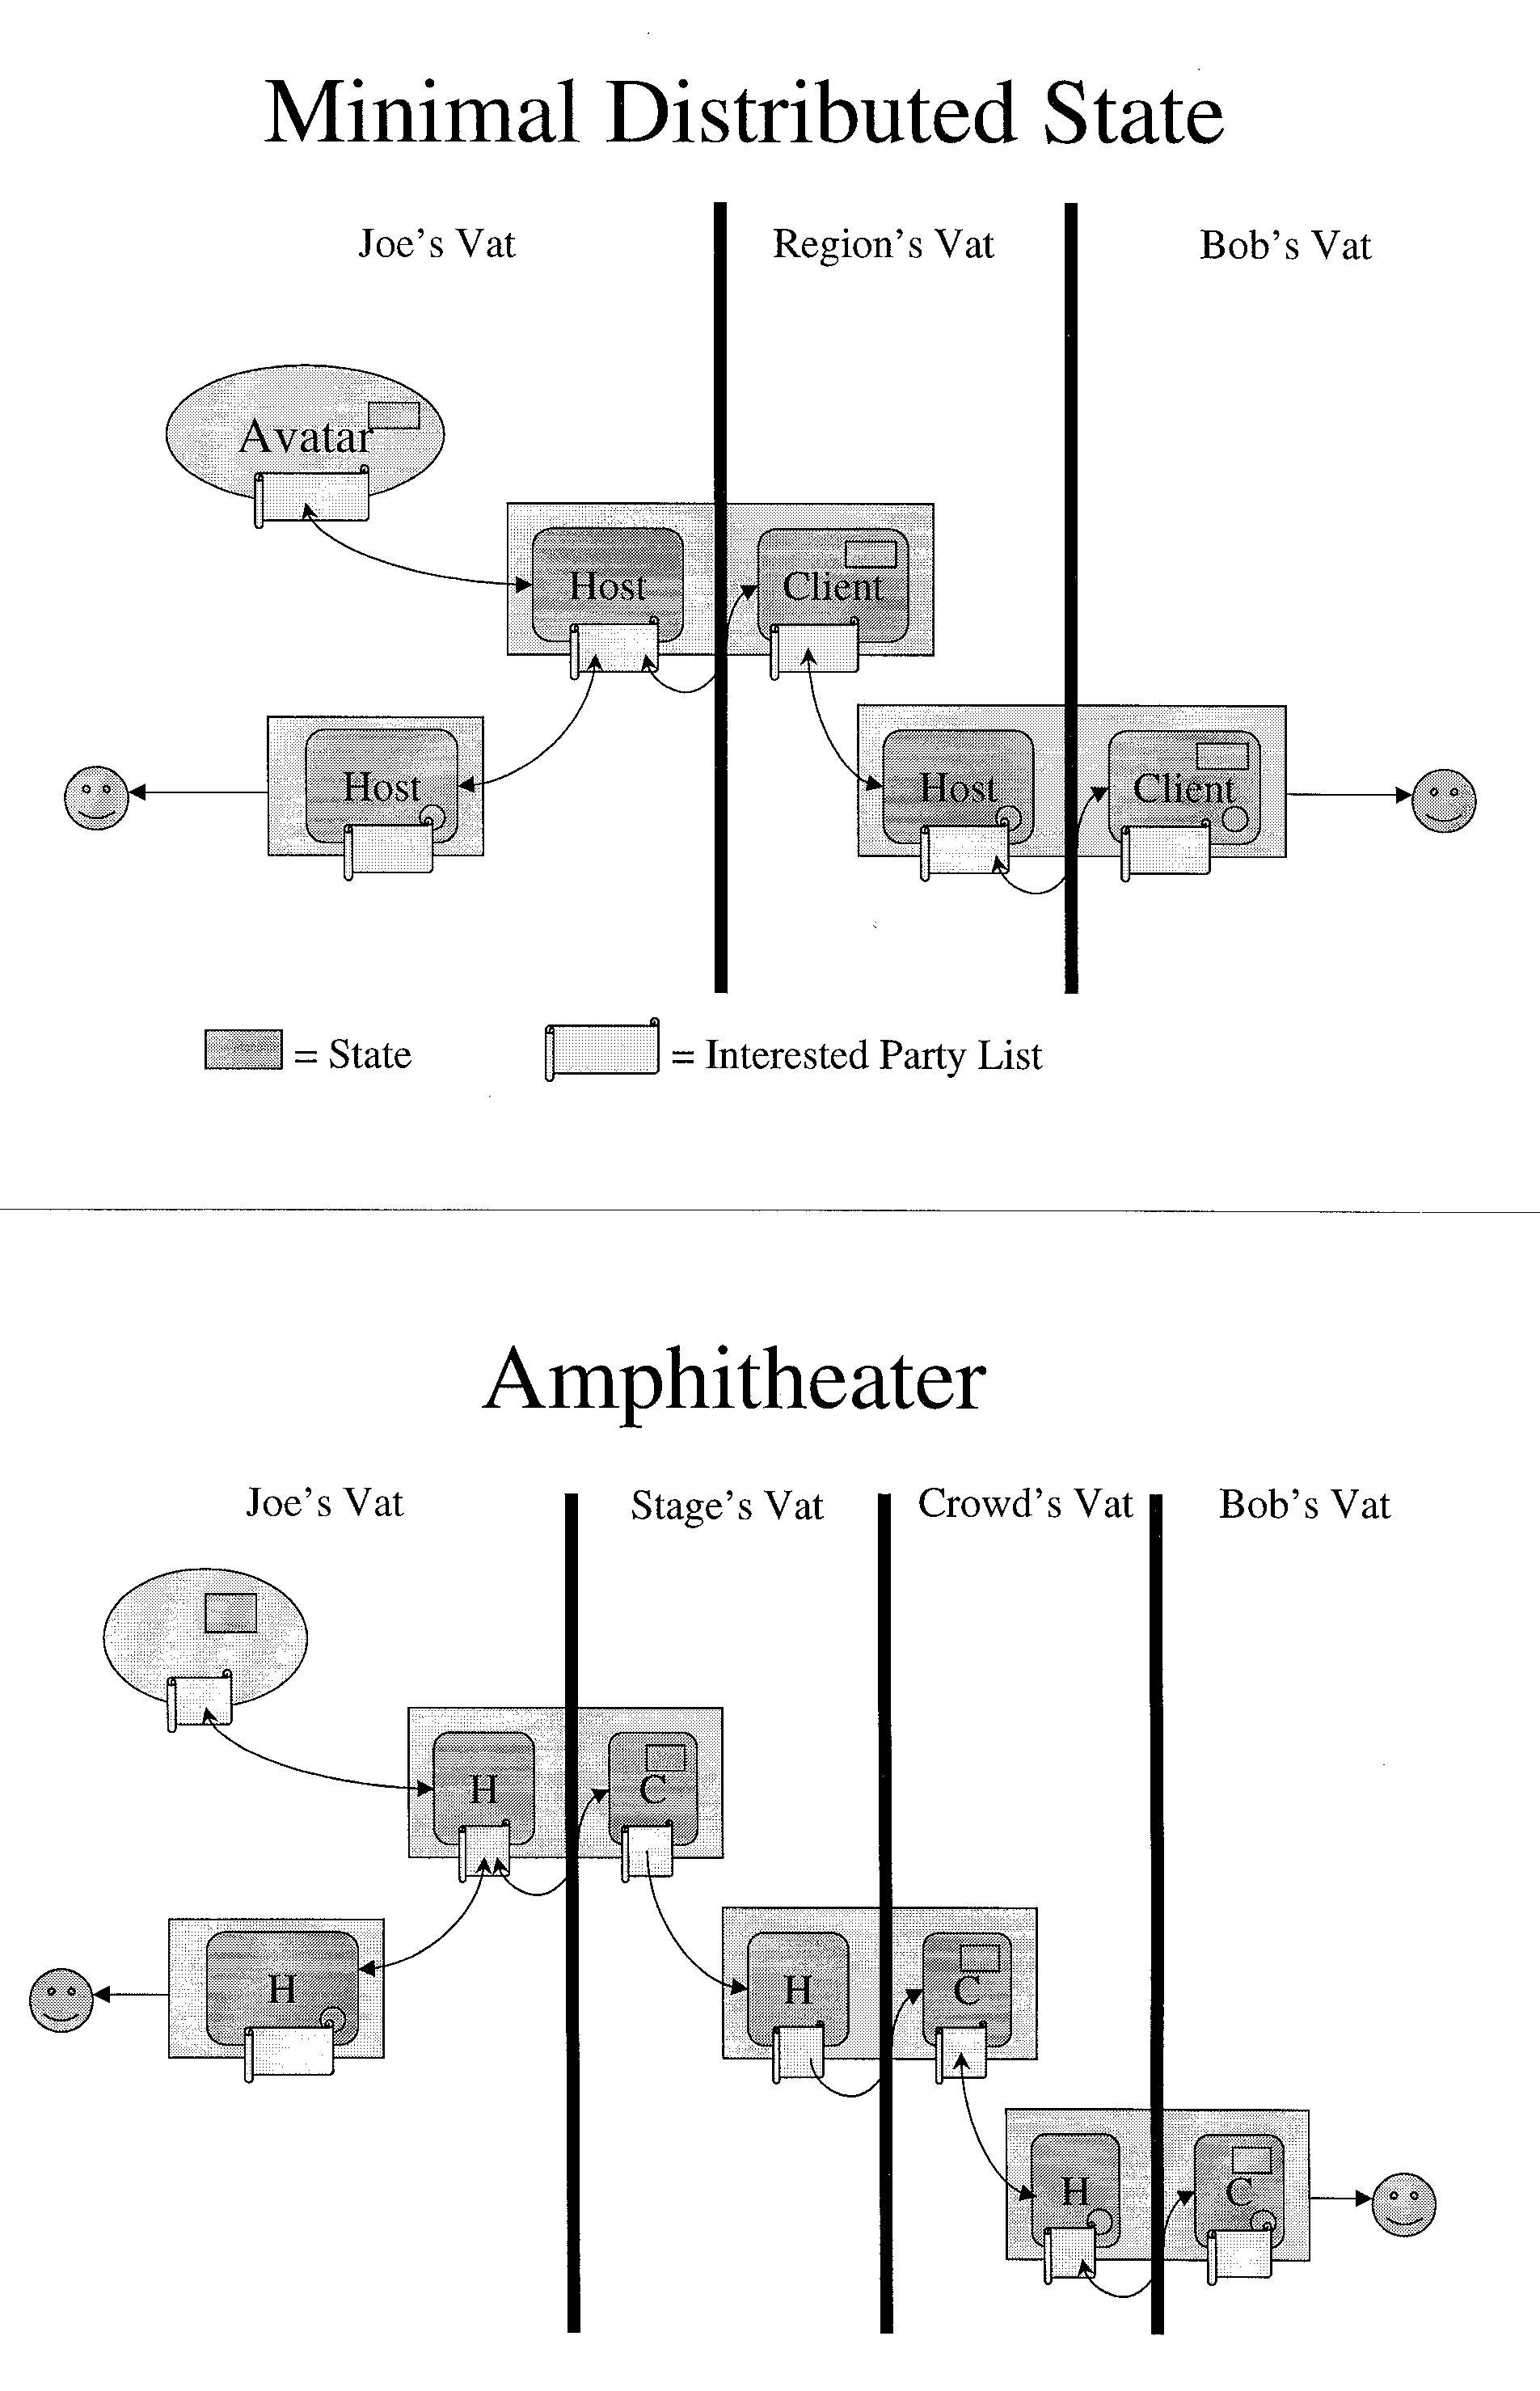 Minimal Distributed State
Joe's Vat
Region's Vat
Bob's Vat
Avatar
Host
Client
Host
Host
Client
= State
= Interested Party List
Amphitheater
Joe's Vat
Stage's Vat
Crowd's Vat
Bob's Vat
H
C
H
H
C
H
C